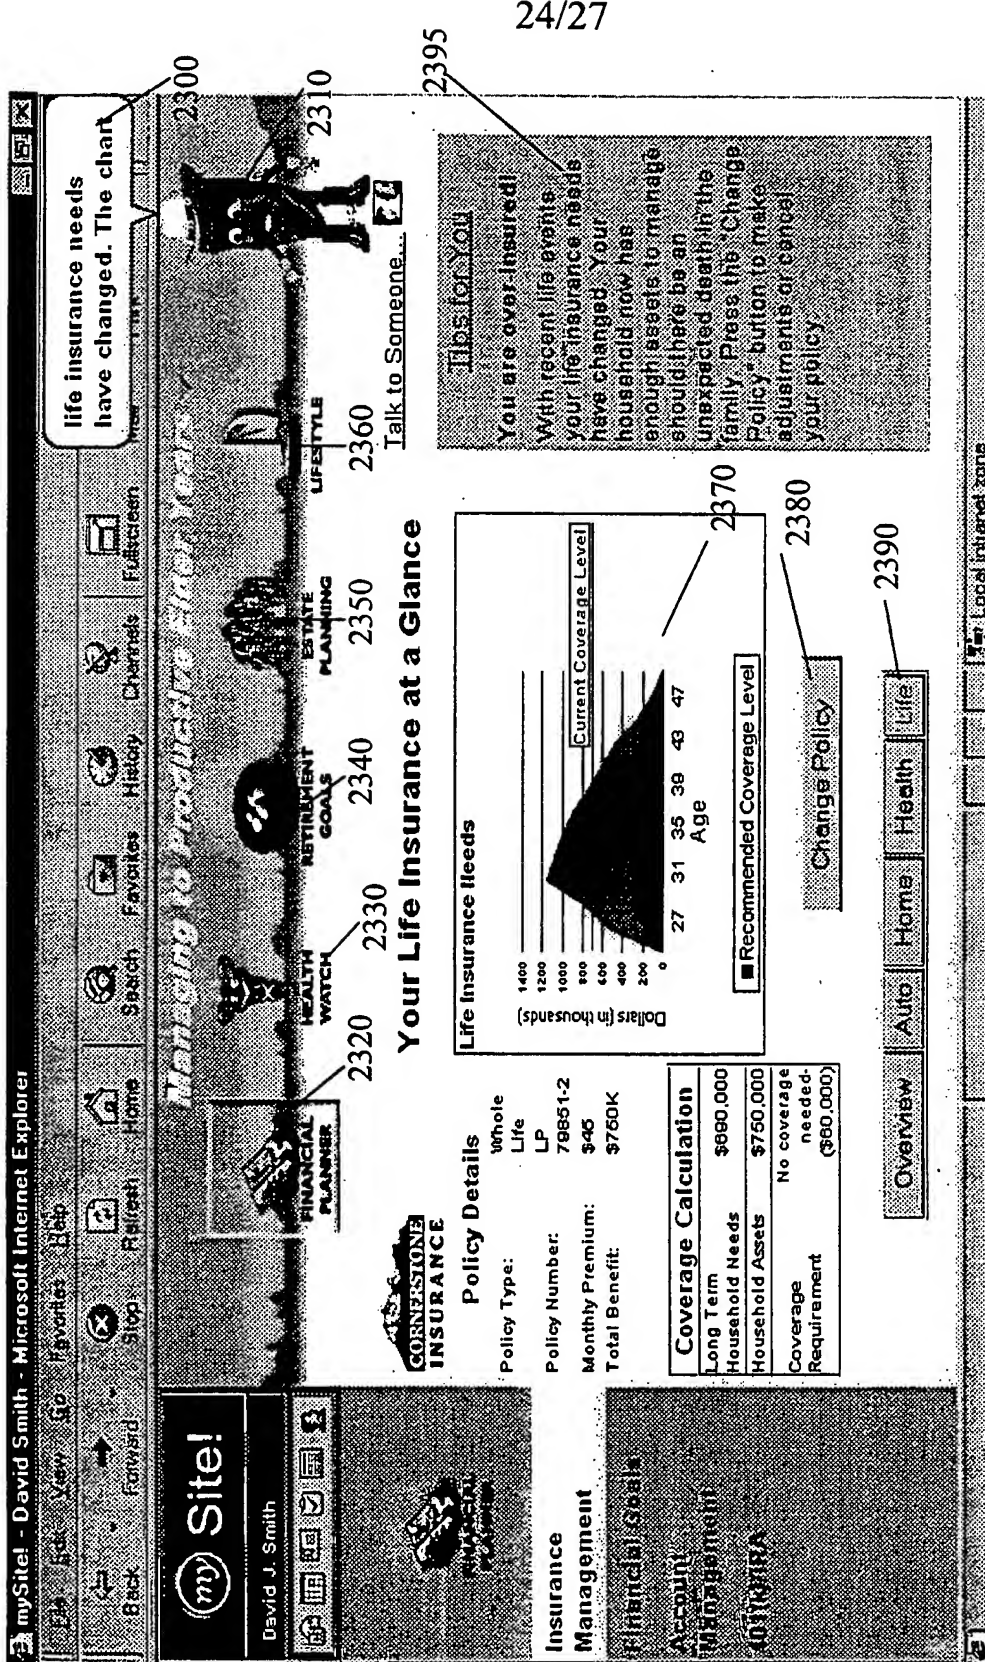 24/27
mySite! - David Smith - Microsoft Internet Explorer
Edit View Go Favorites Help
Back Forward Stop Refresh Home Search Favorites History Channels Fullscreen
life insurance needs
have changed. The chart
2300
2310
my Site!
David J. Smith
Managing to Productive Elder Years
FINANCIAL
PLANNER
HEALTH
WATCH
RETIREMENT
GOALS
ESTATE
PLANNING
LIFESTYLE
2320
2330
2340
2350
2360
Talk to Someone...
2395
Insurance
Management
Financial Goals
Account
Management
401K/IRA
CORNERSTONE
INSURANCE
Your Life Insurance at a Glance
Policy Details
Policy Type: Whole
Life
LP
Policy Number: 79851-2
Monthly Premium: $45
Total Benefit: $750K
Coverage Calculation
Long Term
Household Needs $690,000
Household Assets $750,000
Coverage No coverage
Requirement needed-
($60,000)
Life Insurance Needs
Dollars (in thousands)
1400
1200
1000
800
600
400
200
0
27 31 35 39 43 47
Age
Current Coverage Level
Recommended Coverage Level
2370
Change Policy
2380
Overview Auto Home Health Life
2390
Tips for You
You are over-insured!
With recent life events
your life insurance needs
have changed. Your
household now has
enough assets to manage
should there be an
unexpected death in the
family. Press the "Change
Policy" button to make
adjustments or cancel
your policy.
Local intranet zone